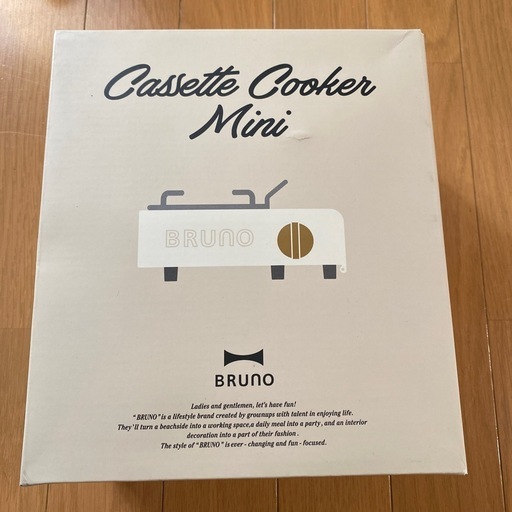 Cassette Cooker
Mini
BRUNO
BRUNO
Ladies and gentlemen, let's have fun!
"BRUNO" is a lifestyle brand created by grownups with talent in enjoying life.
They'll turn a beachside into a working space,a daily meal into a party, and an interior
decoration into a part of their fashion.
The style of "BRUNO" is ever - changing and fun - focused.